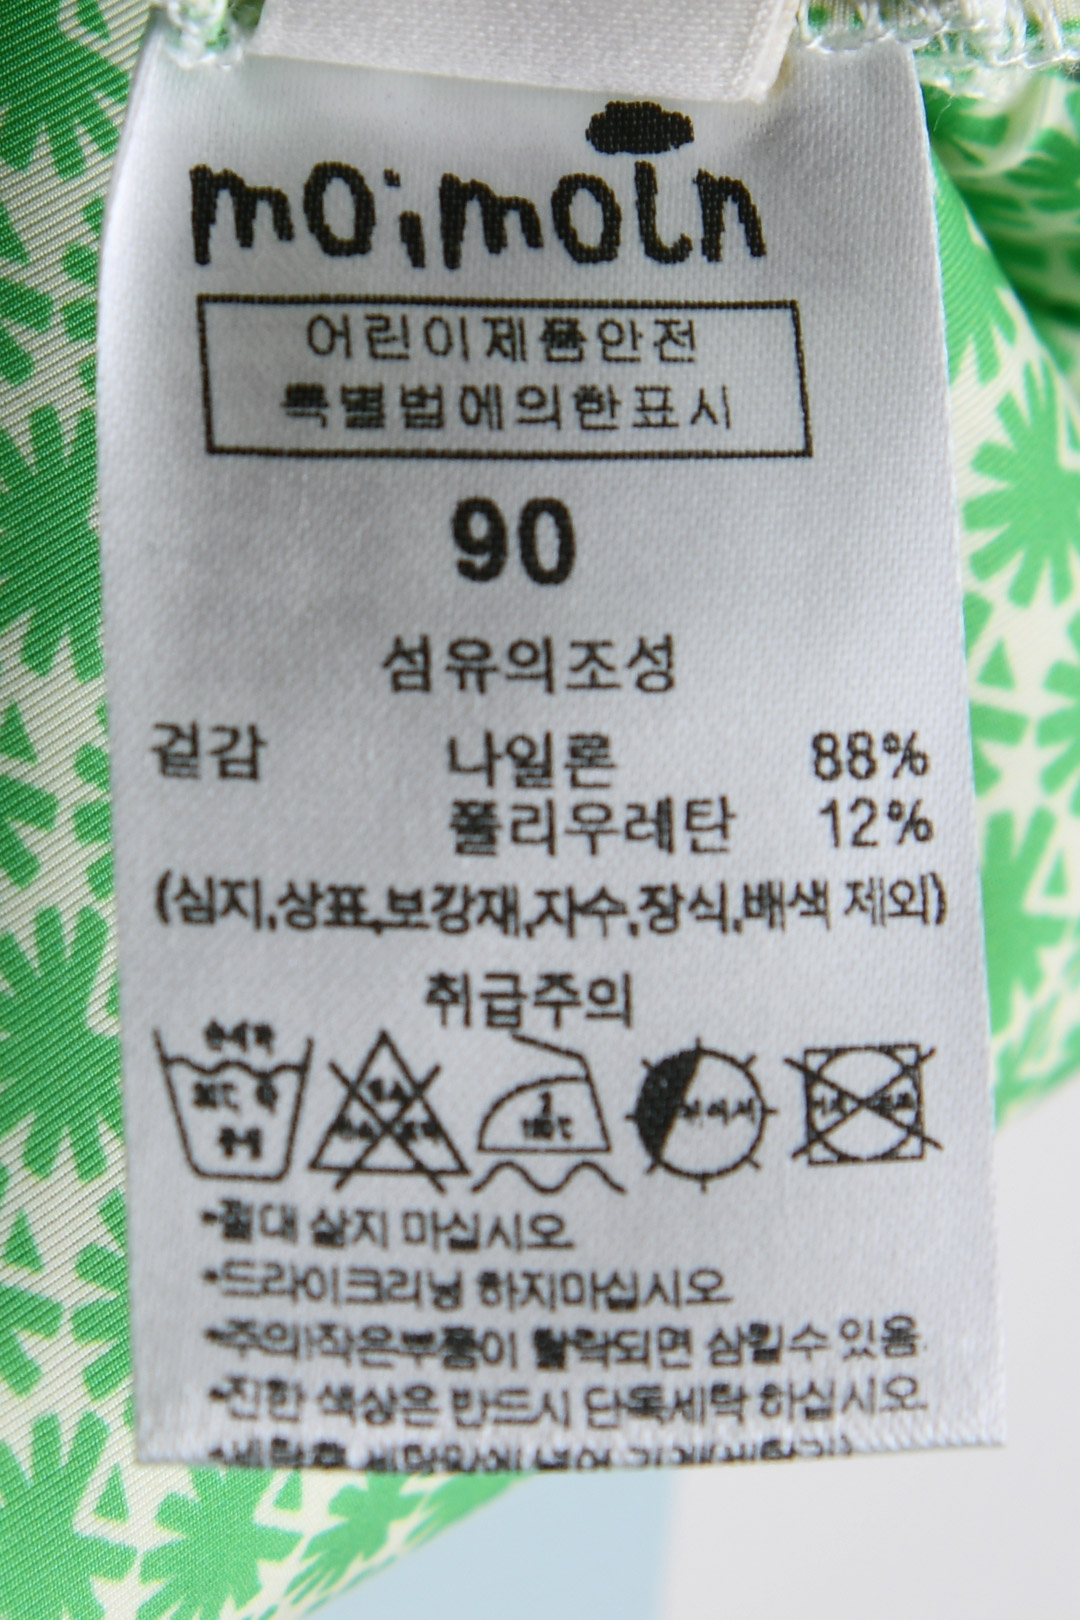 moimoln
어린이제품안전
특별법에의한표시
90
섬유의조성
겉감 나일론 88%
폴리우레탄 12%
(심지,상표,보강재,자수,장식,배색 제외)
취급주의
손세탁
중성
•절대 삶지 마십시오
•드라이크리닝 하지마십시오
•주의!작은부품이 탈락되면 삼킬수 있음.
•진한 색상은 반드시 단독세탁 하십시오.